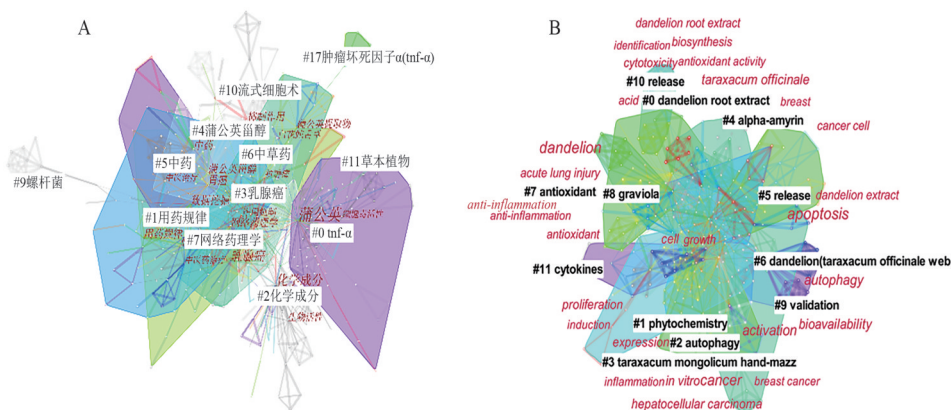 A
#17肿瘤坏死因子α(tnf-α)
#10流式细胞术
#4蒲公英甾醇
#5中药
#6中草药
#11草本植物
#9螺杆菌
#3乳腺癌
#1用药规律
蒲公英
#0 tnf-α
#7网络药理学
乳腺癌
化学成分
#2化学成分
B
dandelion root extract
identification
biosynthesis
cytotoxicity
antioxidant activity
#10 release
taraxacum officinale
acid
#0 dandelion root extract
breast
#4 alpha-amyrin
cancer cell
dandelion
acute lung injury
#7 antioxidant
#8 graviola
#5 release
dandelion extract
anti-inflammation
anti-inflammation
apoptosis
antioxidant
cell growth
#6 dandelion(taraxacum officinale web
#11 cytokines
autophagy
#9 validation
proliferation
induction
#1 phytochemistry
activation
bioavailability
expression
#2 autophagy
#3 taraxacum mongolicum hand-mazz
inflammation
in vitro
cancer
breast cancer
hepatocellular carcinoma